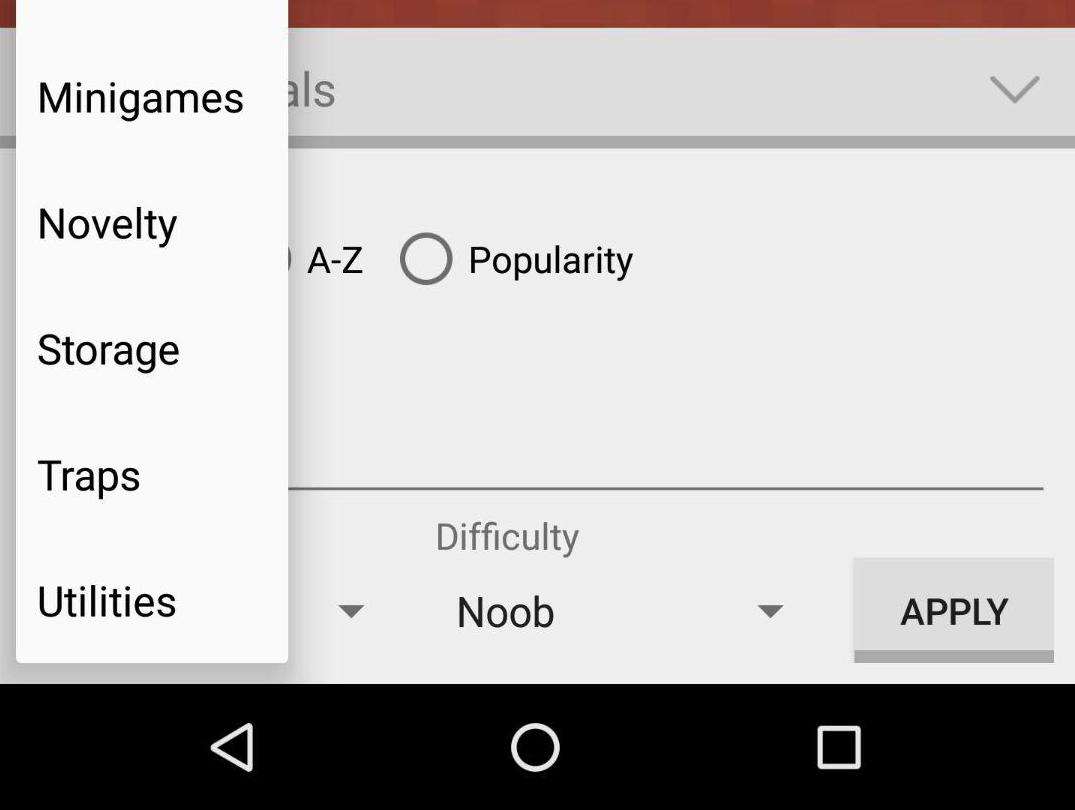 Minigames
Novelty
A-Z Popularity
Storage
Traps
Difficulty
Utilities
Noob
APPLY